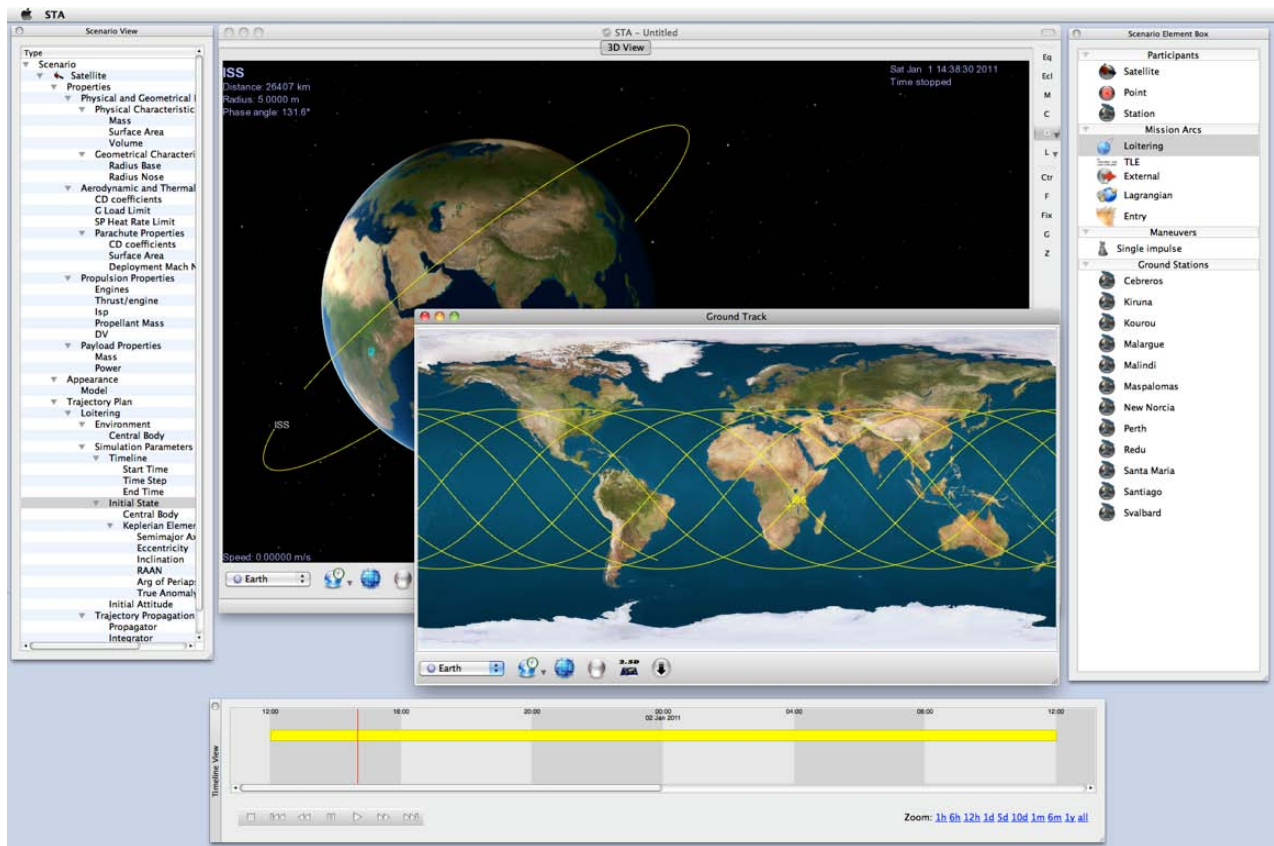 STA
Scenario View
Type
Scenario
Satellite
Properties
Physical and Geometrical
Physical Characteristic
Mass
Surface Area
Volume
Geometrical Characteri
Radius Base
Radius Nose
Aerodynamic and Thermal
CD coefficients
G Load Limit
SP Heat Rate Limit
Parachute Properties
CD coefficients
Surface Area
Deployment Mach N
Propulsion Properties
Engines
Thrust/engine
Isp
Propellant Mass
DV
Payload Properties
Mass
Power
Appearance
Model
Trajectory Plan
Loitering
Environment
Central Body
Simulation Parameters
Timeline
Start Time
Time Step
End Time
Initial State
Central Body
Keplerian Elemen
Semimajor Ax
Eccentricity
Inclination
RAAN
Arg of Periaps
True Anomaly
Initial Attitude
Trajectory Propagation
Propagator
Integrator
STA - Untitled
3D View
ISS
Distance: 26407 km
Radius: 5.0000 m
Phase angle: 131.6°
Sat Jan 1 14:38:30 2011
Time stopped
ISS
Speed: 0.00000 m/s
Earth
Eq
Ecl
M
C
L
Ctr
F
Fix
G
Z
Ground Track
ISS
Earth
2.5D
Scenario Element Box
Participants
Satellite
Point
Station
Mission Arcs
Loitering
TLE
External
Lagrangian
Entry
Maneuvers
Single impulse
Ground Stations
Cebreros
Kiruna
Kourou
Malargue
Malindi
Maspalomas
New Norcia
Perth
Redu
Santa Maria
Santiago
Svalbard
Timeline View
12:00 16:00 20:00 00:00 04:00 08:00 12:00
02 Jan 2011
Zoom: 1h 6h 12h 1d 5d 10d 1m 6m 1y all